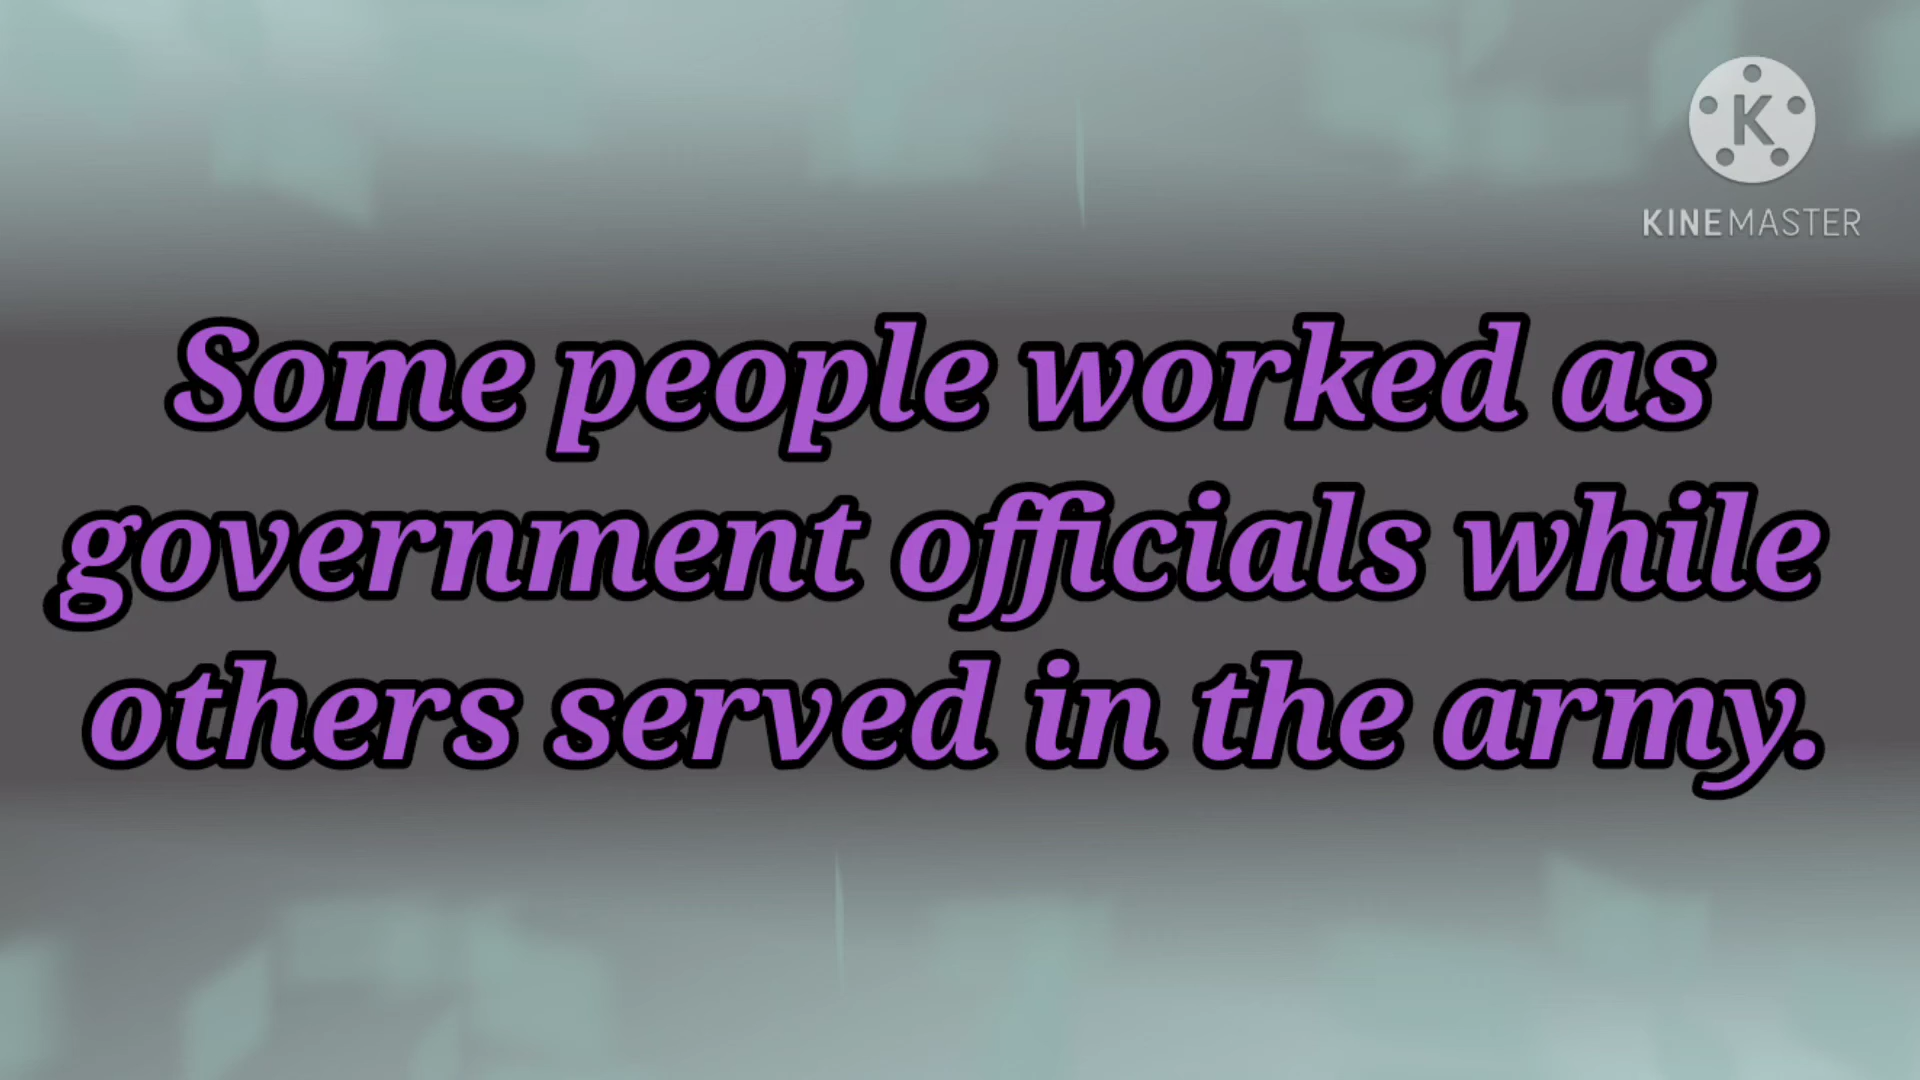 K
KINEMASTER
Some people worked as
government officials while
others served in the army.